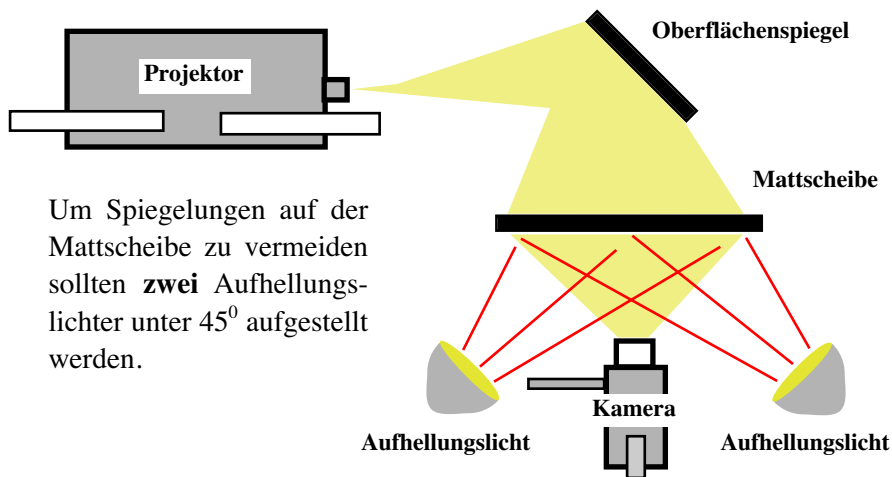 Oberflächenspiegel
Projektor
Mattscheibe
Um Spiegelungen auf der
Mattscheibe zu vermeiden
sollten zwei Aufhellungs-
lichter unter 45⁰ aufgestellt
werden.
Kamera
Aufhellungslicht
Aufhellungslicht